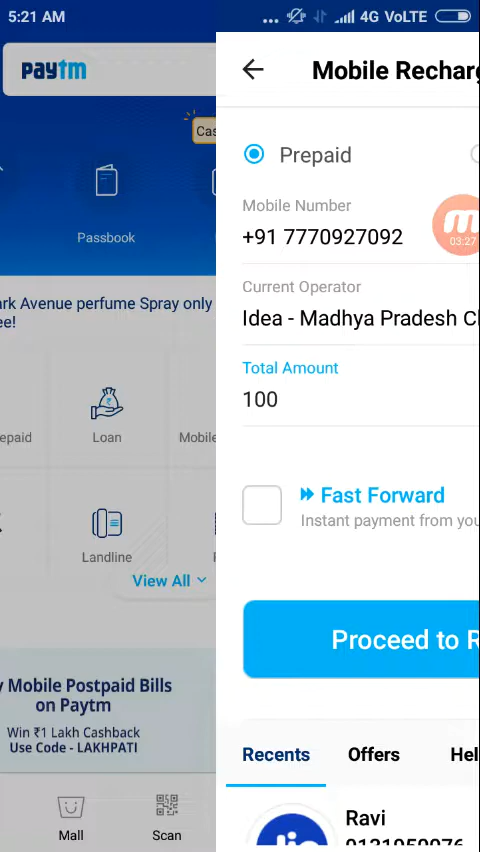 5:21 AM
4G VoLTE
paytm
Mobile Recharg
Cas
Prepaid
Passbook
Mobile Number
+91 7770927092
03:27
Current Operator
Idea - Madhya Pradesh C
ark Avenue perfume Spray only
ee!
Total Amount
100
epaid
Loan
Mobile
Fast Forward
Instant payment from you
Landline
View All
Proceed to R
y Mobile Postpaid Bills
on Paytm
Win ₹1 Lakh Cashback
Use Code - LAKHPATI
Recents
Offers
Hel
Mall
Scan
Ravi
Jio